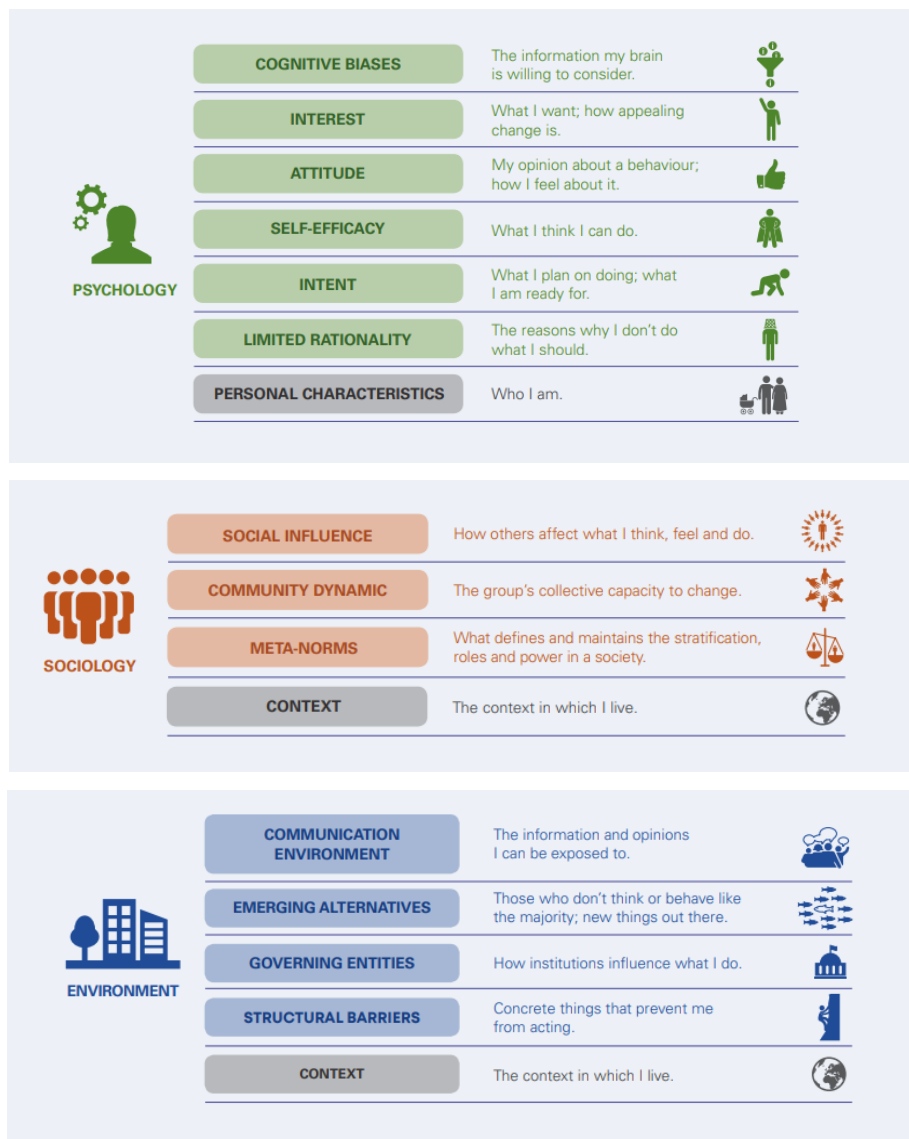 COGNITIVE BIASES
The information my brain
is willing to consider.
INTEREST
What I want; how appealing
change is.
ATTITUDE
My opinion about a behaviour;
how I feel about it.
SELF-EFFICACY
What I think I can do.
PSYCHOLOGY
INTENT
What I plan on doing; what
I am ready for.
LIMITED RATIONALITY
The reasons why I don't do
what I should.
PERSONAL CHARACTERISTICS
Who I am.
SOCIAL INFLUENCE
How others affect what I think, feel and do.
COMMUNITY DYNAMIC
The group's collective capacity to change.
SOCIOLOGY
META-NORMS
What defines and maintains the stratification,
roles and power in a society.
CONTEXT
The context in which I live.
COMMUNICATION
ENVIRONMENT
The information and opinions
I can be exposed to.
EMERGING ALTERNATIVES
Those who don't think or behave like
the majority; new things out there.
ENVIRONMENT
GOVERNING ENTITIES
How institutions influence what I do.
STRUCTURAL BARRIERS
Concrete things that prevent me
from acting.
CONTEXT
The context in which I live.